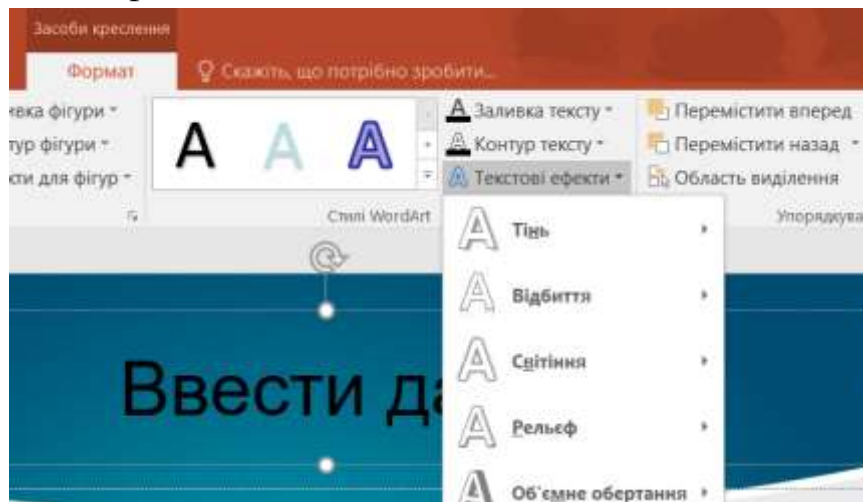 Засоби креслення
Формат
Скажіть, що потрібно зробити...
ивка фігури
тур фігури
кти для фігур
А А А
Заливка тексту
Контур тексту
Текстові ефекти
Перемістити вперед
Перемістити назад
Область виділення
Стилі WordArt
Упорядкува
Тінь
Відбиття
Світіння
Рельєф
Об'ємне обертання
Ввести да